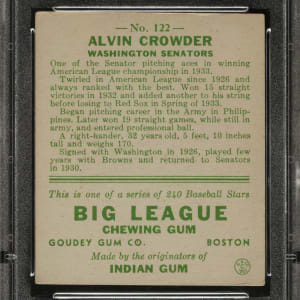 — No. 122 —
ALVIN CROWDER
WASHINGTON SENATORS
One of the Senator pitching aces in winning
American League championship in 1933.
Twirled in American League since 1926 and
always ranked with the best. Won 15 straight
victories in 1932 and added another to his string
before losing to Red Sox in Spring of 1933.
Began pitching career in the Army in Philip-
pines. Later won 19 straight games, while still in
army, and entered professional ball.
A right-hander, 32 years old, 5 feet, 10 inches
tall and weighs 170.
Signed with Washington in 1926, played few
years with Browns and returned to Senators
in 1930.
This is one of a series of 240 Baseball Stars
BIG LEAGUE
CHEWING GUM
GOUDEY GUM CO. BOSTON
Made by the originators of
INDIAN GUM